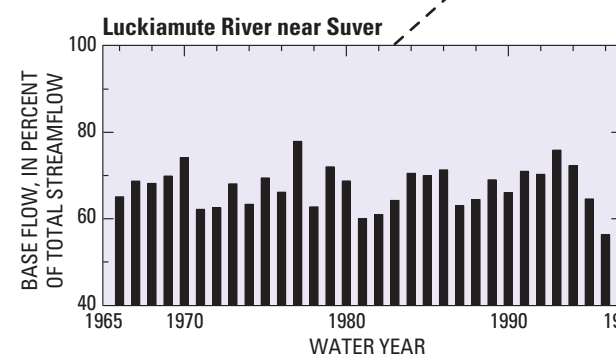 Luckiamute River near Suver
BASE FLOW, IN PERCENT
OF TOTAL STREAMFLOW
100
80
60
40
1965 1970 1980 1990
WATER YEAR